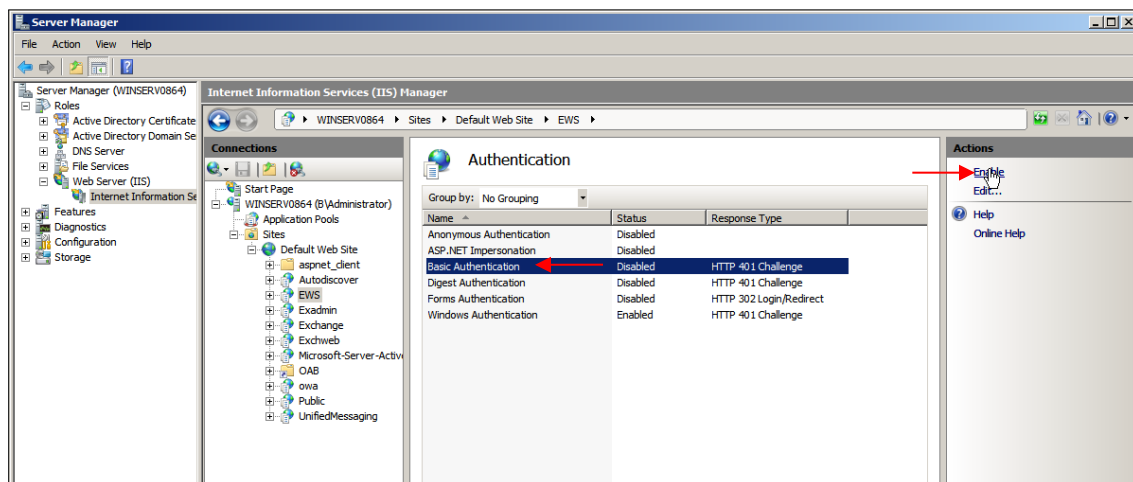 Server Manager
File Action View Help
Server Manager (WINSERV0864)
Roles
Active Directory Certificate
Active Directory Domain Se
DNS Server
File Services
Web Server (IIS)
Internet Information Se
Features
Diagnostics
Configuration
Storage
Internet Information Services (IIS) Manager
WINSERV0864 Sites Default Web Site EWS
Connections
Start Page
WINSERV0864 (B\Administrator)
Application Pools
Sites
Default Web Site
aspnet_client
Autodiscover
EWS
Exadmin
Exchange
Exchweb
Microsoft-Server-Activ
OAB
owa
Public
UnifiedMessaging
Authentication
Group by: No Grouping
Name Status Response Type
Anonymous Authentication Disabled
ASP.NET Impersonation Disabled
Basic Authentication Disabled HTTP 401 Challenge
Digest Authentication Disabled HTTP 401 Challenge
Forms Authentication Disabled HTTP 302 Login/Redirect
Windows Authentication Enabled HTTP 401 Challenge
Actions
Enable
Edit...
Help
Online Help